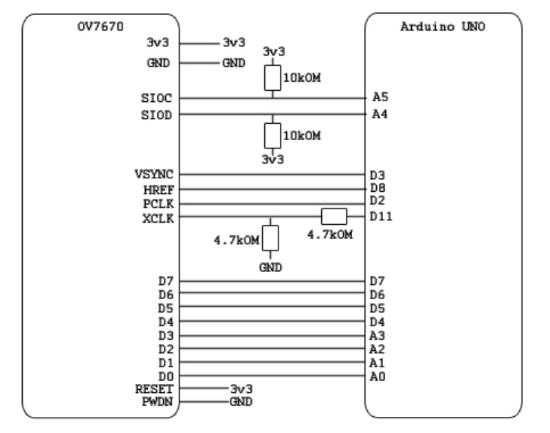 OV7670
Arduino UNO
3v3
3v3
GND
GND
3v3
10kOM
SIOC
A5
SIOD
A4
10kOM
3v3
VSYNC
D3
HREF
D8
PCLK
D2
XCLK
D11
4.7kOM
4.7kOM
GND
D7
D7
D6
D6
D5
D5
D4
D4
D3
A3
D2
A2
D1
A1
D0
A0
RESET
3v3
PWDN
GND